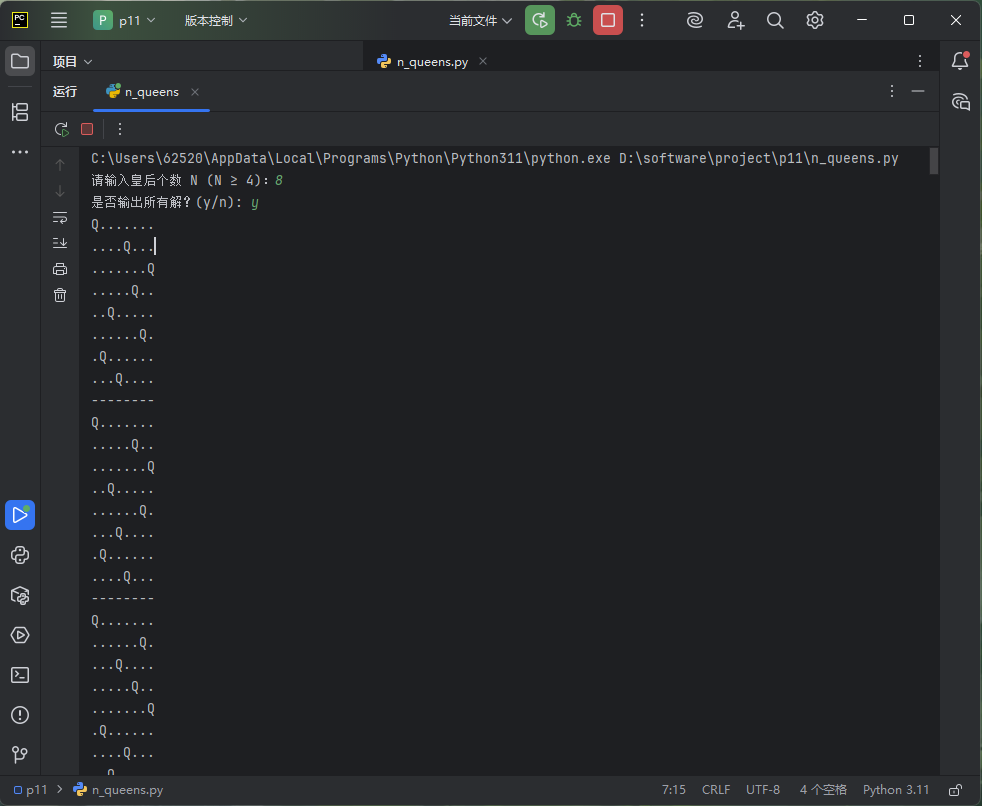 PC P p11 版本控制 当前文件
项目 n_queens.py
运行 n_queens
C:\Users\62520\AppData\Local\Programs\Python\Python311\python.exe D:\software\project\p11\n_queens.py
请输入皇后个数 N (N ≥ 4): 8
是否输出所有解？(y/n): y
Q.......
....Q...
.......Q
.....Q..
..Q.....
......Q.
.Q......
...Q....
--------
Q.......
.....Q..
.......Q
..Q.....
......Q.
...Q....
.Q......
....Q...
--------
Q.......
......Q.
...Q....
.....Q..
.......Q
.Q......
....Q...
..Q.....
p11 > n_queens.py 7:15 CRLF UTF-8 4 个空格 Python 3.11